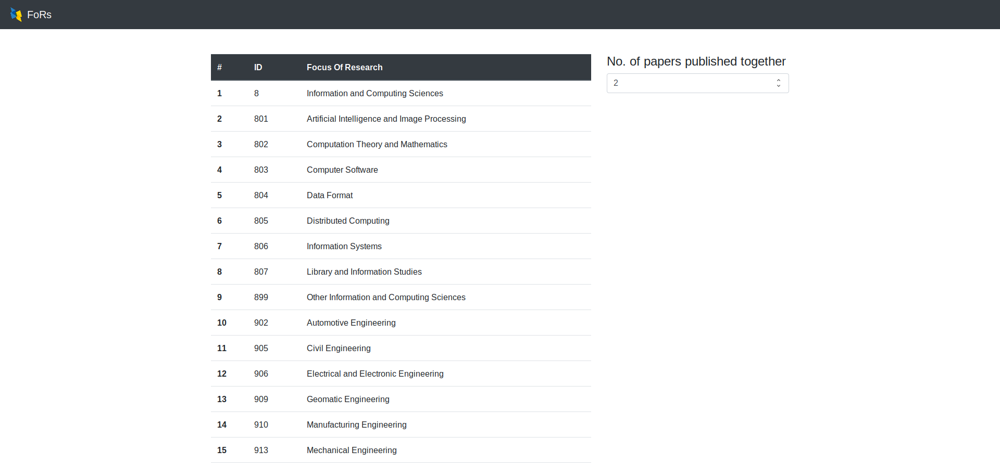 FoRs
# ID Focus Of Research
1 8 Information and Computing Sciences
2 801 Artificial Intelligence and Image Processing
3 802 Computation Theory and Mathematics
4 803 Computer Software
5 804 Data Format
6 805 Distributed Computing
7 806 Information Systems
8 807 Library and Information Studies
9 899 Other Information and Computing Sciences
10 902 Automotive Engineering
11 905 Civil Engineering
12 906 Electrical and Electronic Engineering
13 909 Geomatic Engineering
14 910 Manufacturing Engineering
15 913 Mechanical Engineering
No. of papers published together
2